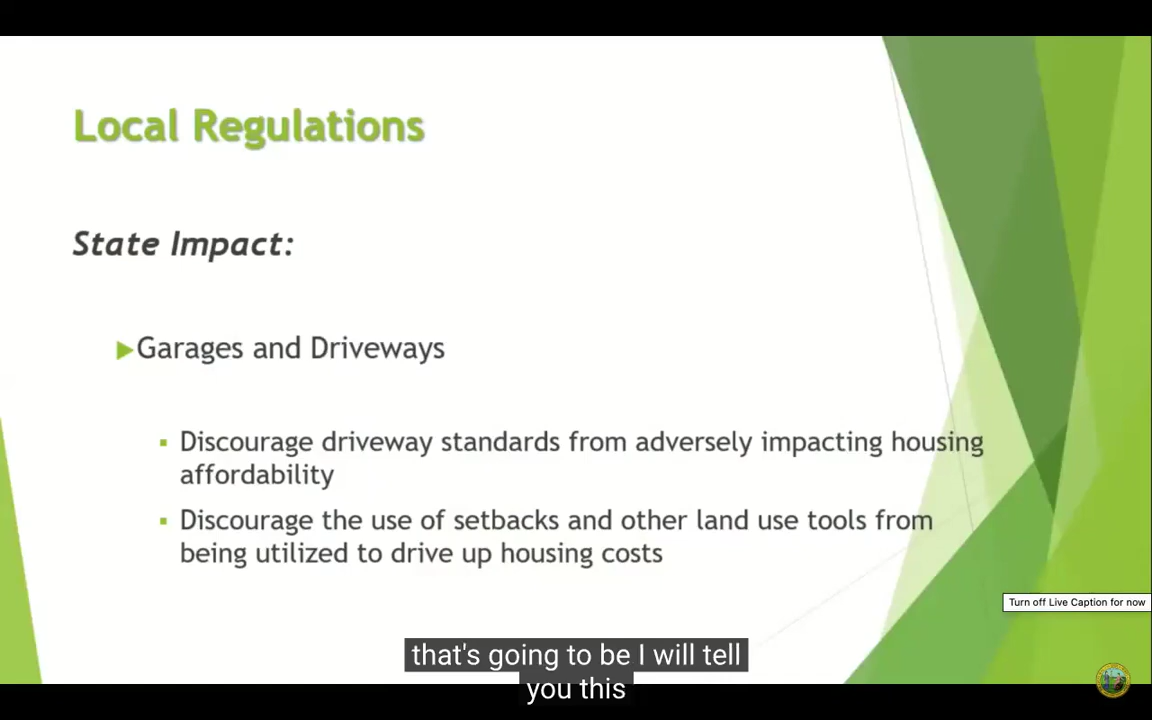 Local Regulations
State Impact:
Garages and Driveways
Discourage driveway standards from adversely impacting housing
affordability
Discourage the use of setbacks and other land use tools from
being utilized to drive up housing costs
Turn off Live Caption for now
that's going to be I will tell
you this